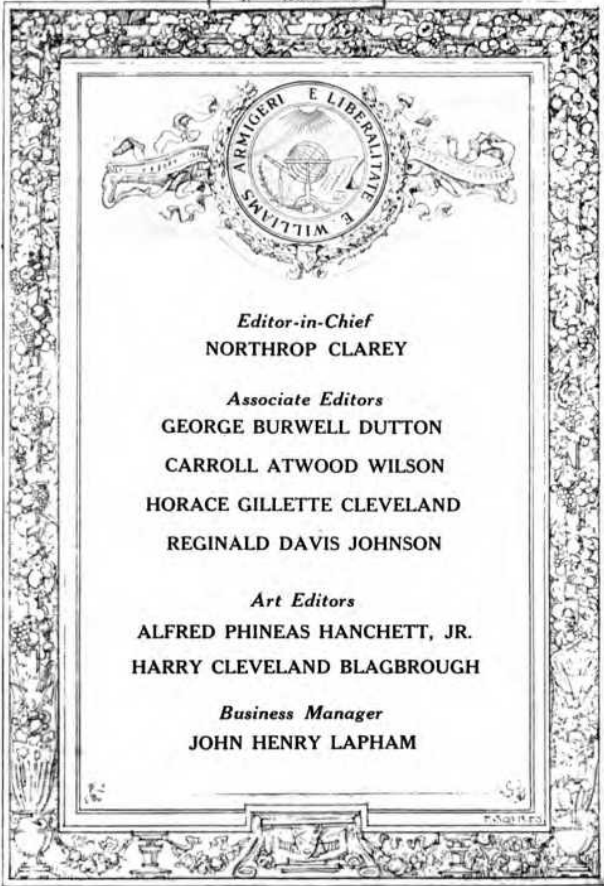 E LIBERALITATE E WILLIAMS ARMIGERI
Editor-in-Chief
NORTHROP CLAREY
Associate Editors
GEORGE BURWELL DUTTON
CARROLL ATWOOD WILSON
HORACE GILLETTE CLEVELAND
REGINALD DAVIS JOHNSON
Art Editors
ALFRED PHINEAS HANCHETT, JR.
HARRY CLEVELAND BLAGBROUGH
Business Manager
JOHN HENRY LAPHAM